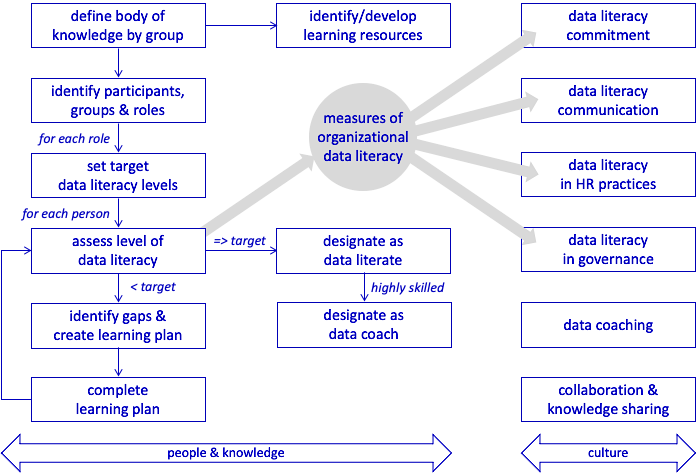 define body of
knowledge by group
identify/develop
learning resources
data literacy
commitment
identify participants,
groups & roles
measures of
organizational
data literacy
data literacy
communication
for each role
set target
data literacy levels
data literacy
in HR practices
for each person
assess level of
data literacy
=> target
designate as
data literate
data literacy
in governance
< target
highly skilled
identify gaps &
create learning plan
designate as
data coach
data coaching
complete
learning plan
collaboration &
knowledge sharing
people & knowledge
culture